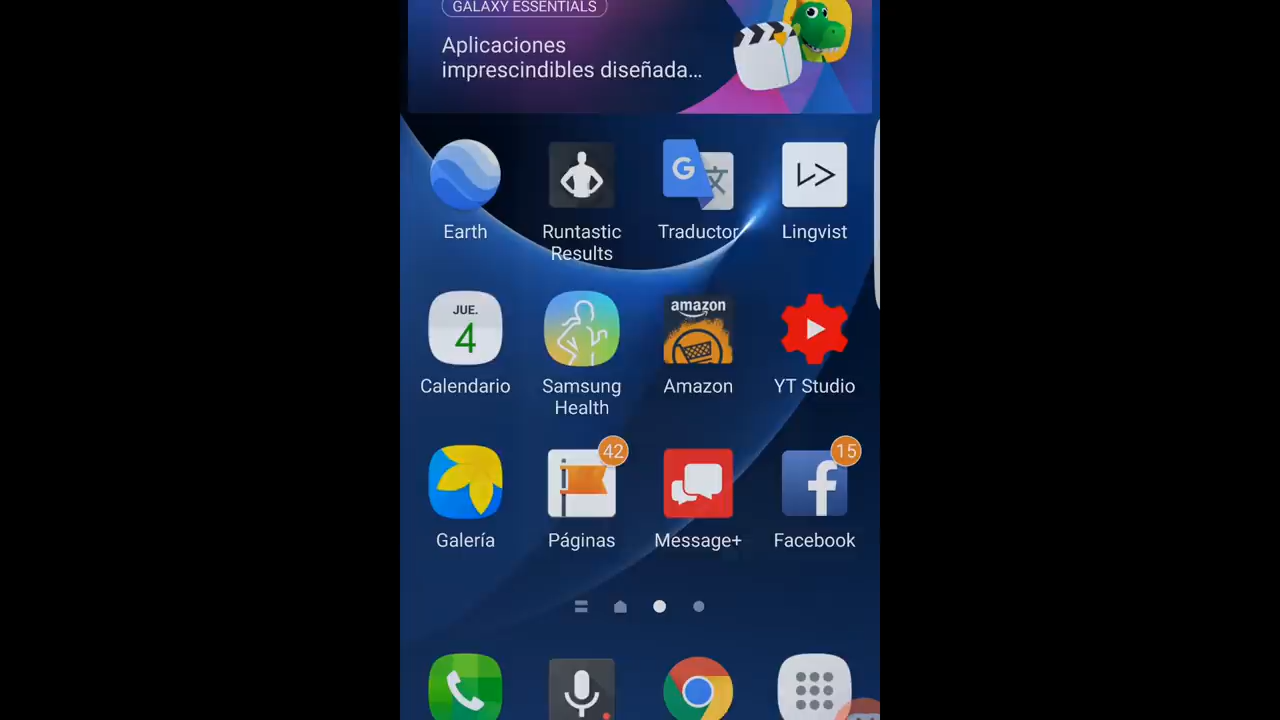 GALAXY ESSENTIALS
Aplicaciones
imprescindibles diseñada...
Earth
Runtastic
Results
G
文
Traductor
Lingvist
JUE.
4
Calendario
Samsung
Health
amazon
Amazon
YT Studio
Galería
42
Páginas
Message+
15
f
Facebook